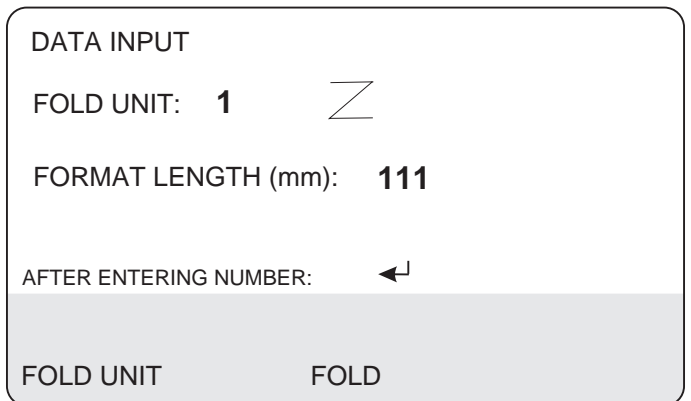 DATA INPUT
FOLD UNIT: 1
FORMAT LENGTH (mm): 111
AFTER ENTERING NUMBER:
FOLD UNIT FOLD